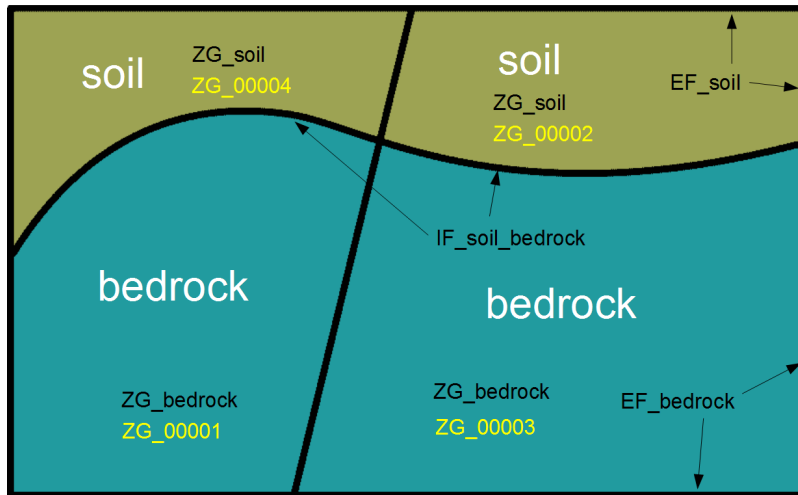 soil
ZG_soil
ZG_00004
soil
ZG_soil
ZG_00002
EF_soil
IF_soil_bedrock
bedrock
bedrock
ZG_bedrock
ZG_00001
ZG_bedrock
ZG_00003
EF_bedrock